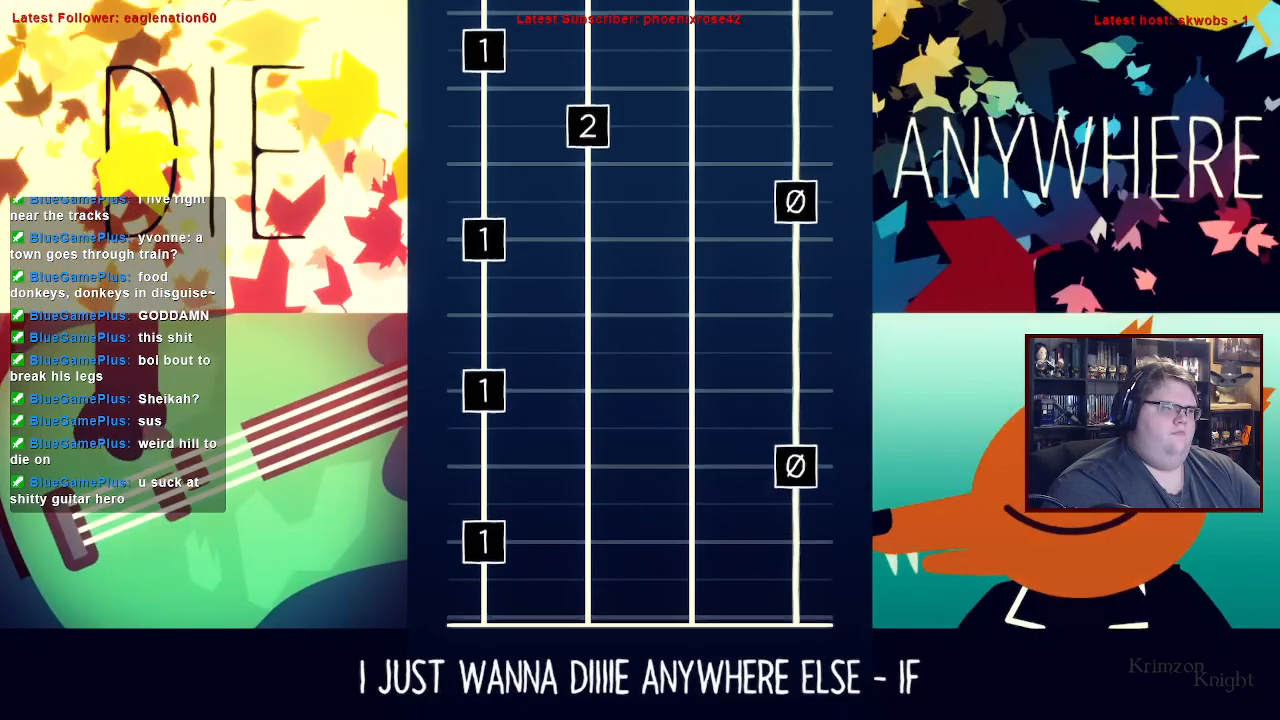 Latest Follower: eaglenation60
Latest Subscriber: phoenixrose42
Latest host: skwobs - 1
DIE
ANYWHERE
1
2
Ø
1
1
Ø
1
BlueGamePlus: I live right
near the tracks
BlueGamePlus: yvonne: a
town goes through train?
BlueGamePlus: food
donkeys, donkeys in disguise~
BlueGamePlus: GODDAMN
BlueGamePlus: this shit
BlueGamePlus: boi bout to
break his legs
BlueGamePlus: Sheikah?
BlueGamePlus: sus
BlueGamePlus: weird hill to
die on
BlueGamePlus: u suck at
shitty guitar hero
I JUST WANNA DIIIIE ANYWHERE ELSE - IF
Krimzon
Knight